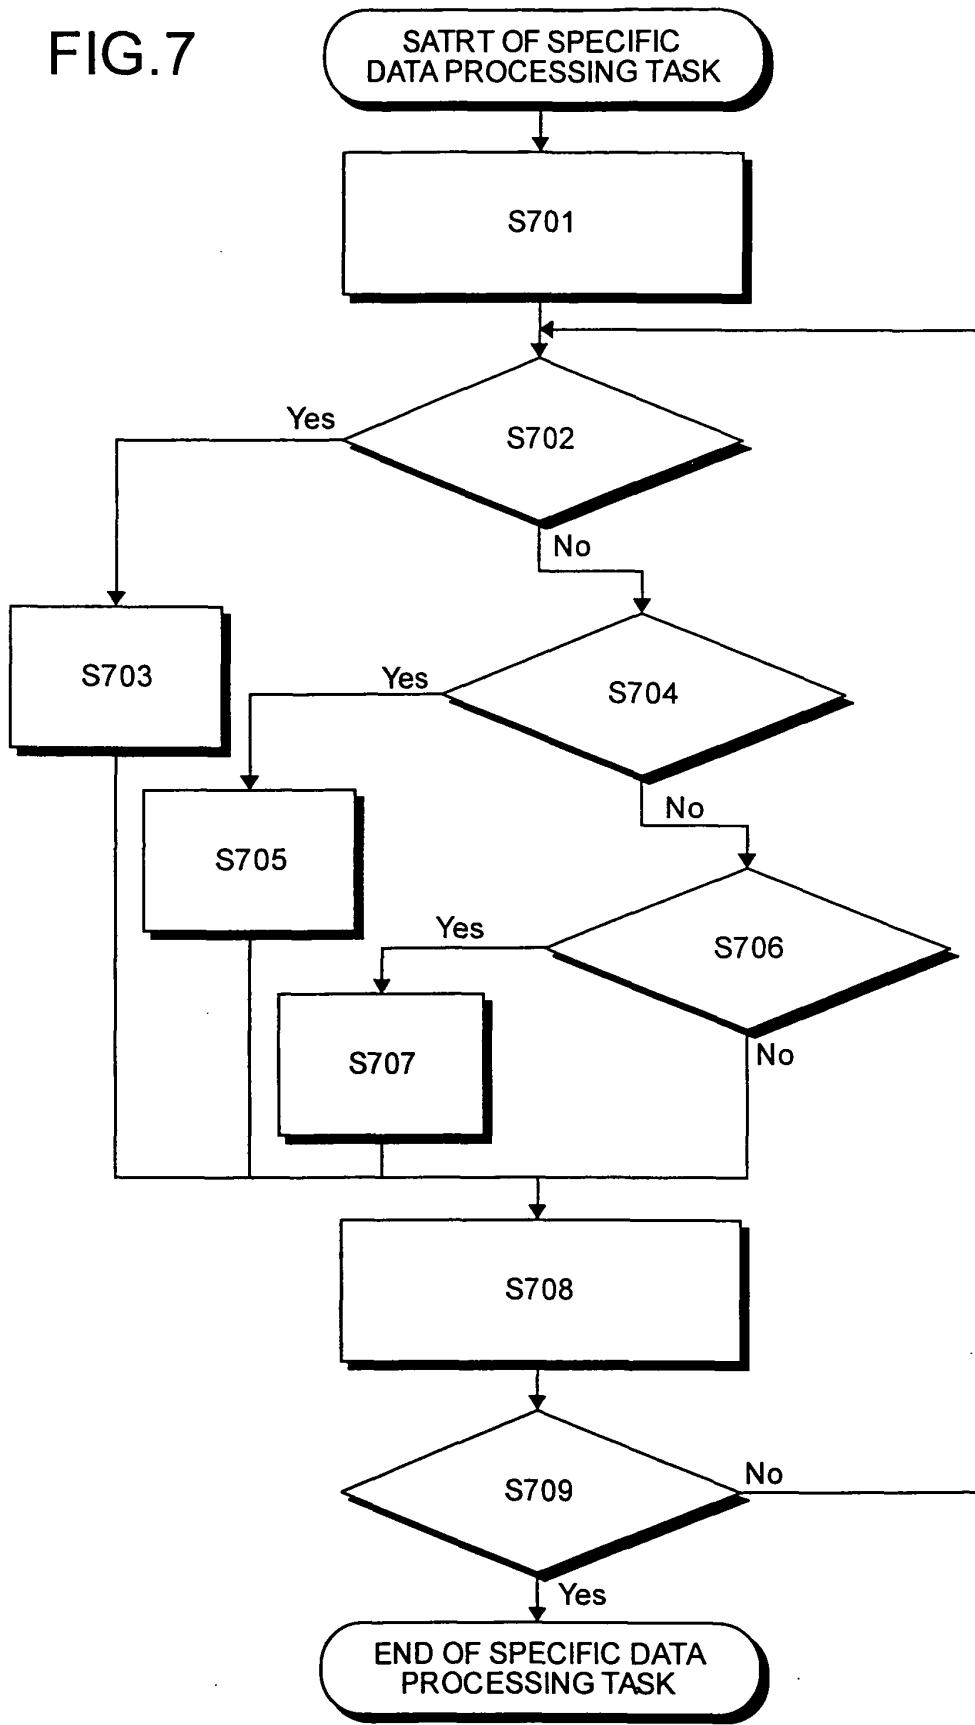 FIG.7
SATRT OF SPECIFIC
DATA PROCESSING TASK
S701
S702
Yes
No
S703
S704
Yes
No
S705
S706
Yes
No
S707
S708
S709
No
Yes
END OF SPECIFIC DATA
PROCESSING TASK